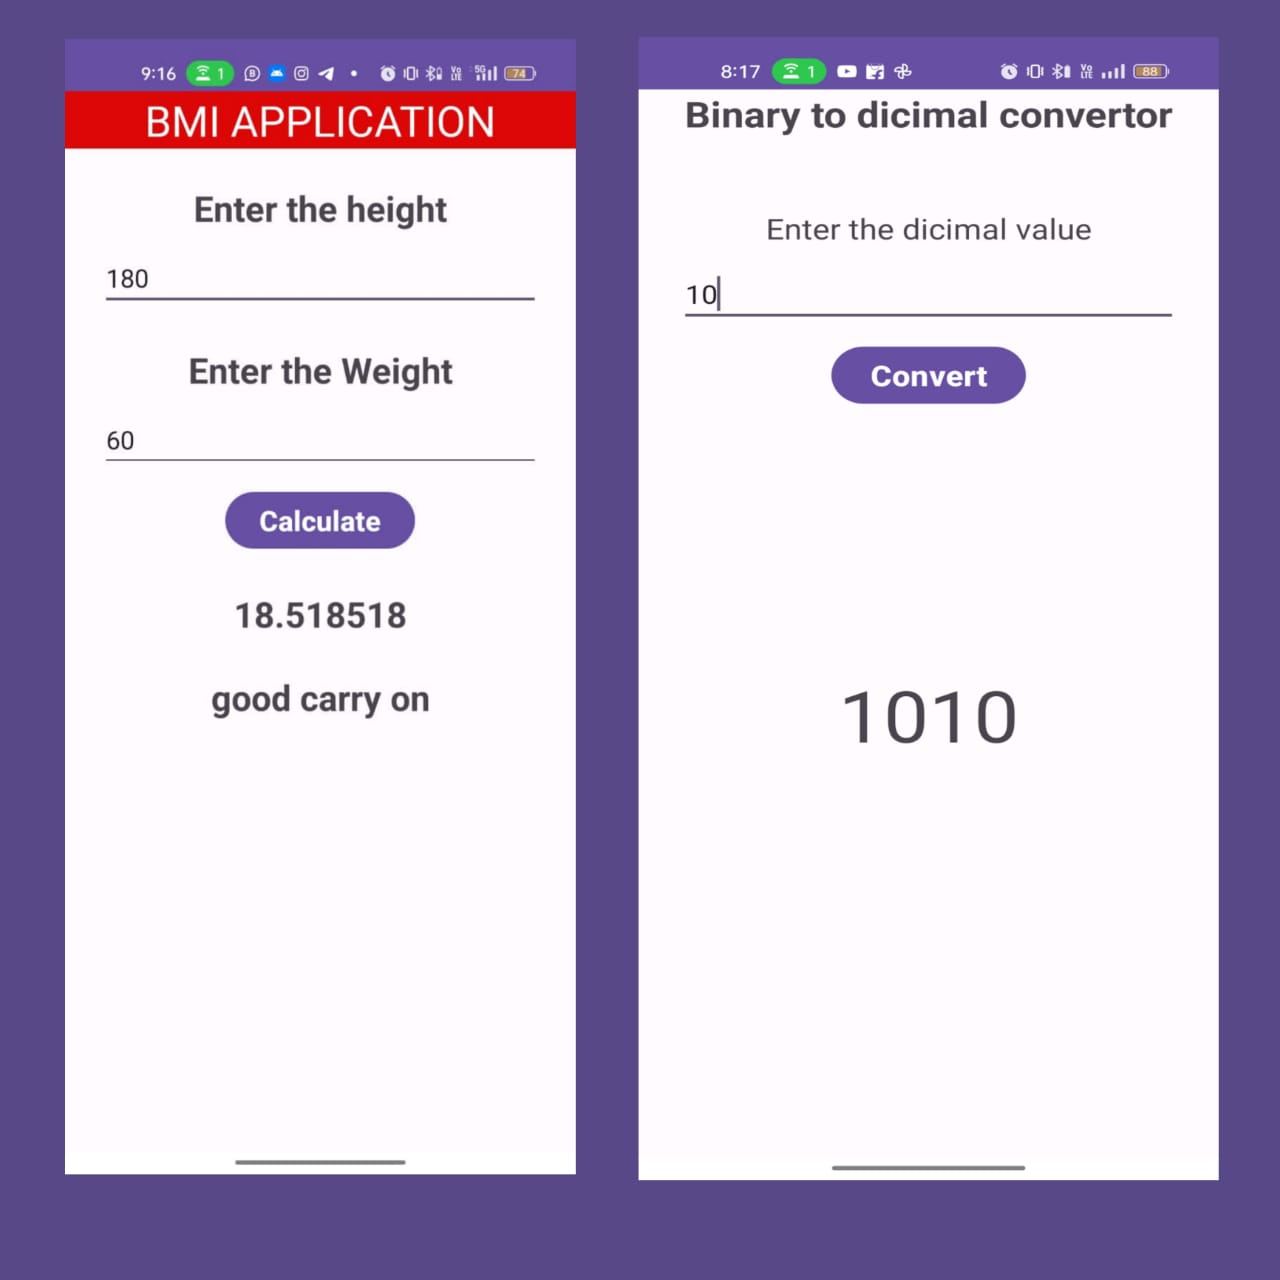 9:16 1 5G 74
BMI APPLICATION
Enter the height
180
Enter the Weight
60
Calculate
18.518518
good carry on
8:17 1 88
Binary to dicimal convertor
Enter the dicimal value
10
Convert
1010